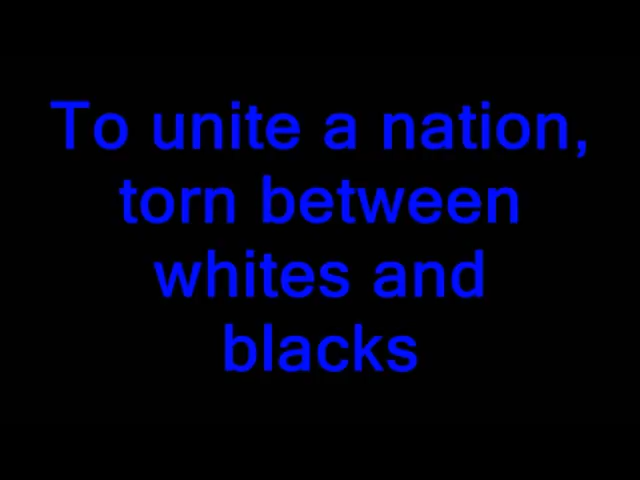 To unite a nation,
torn between
whites and
blacks